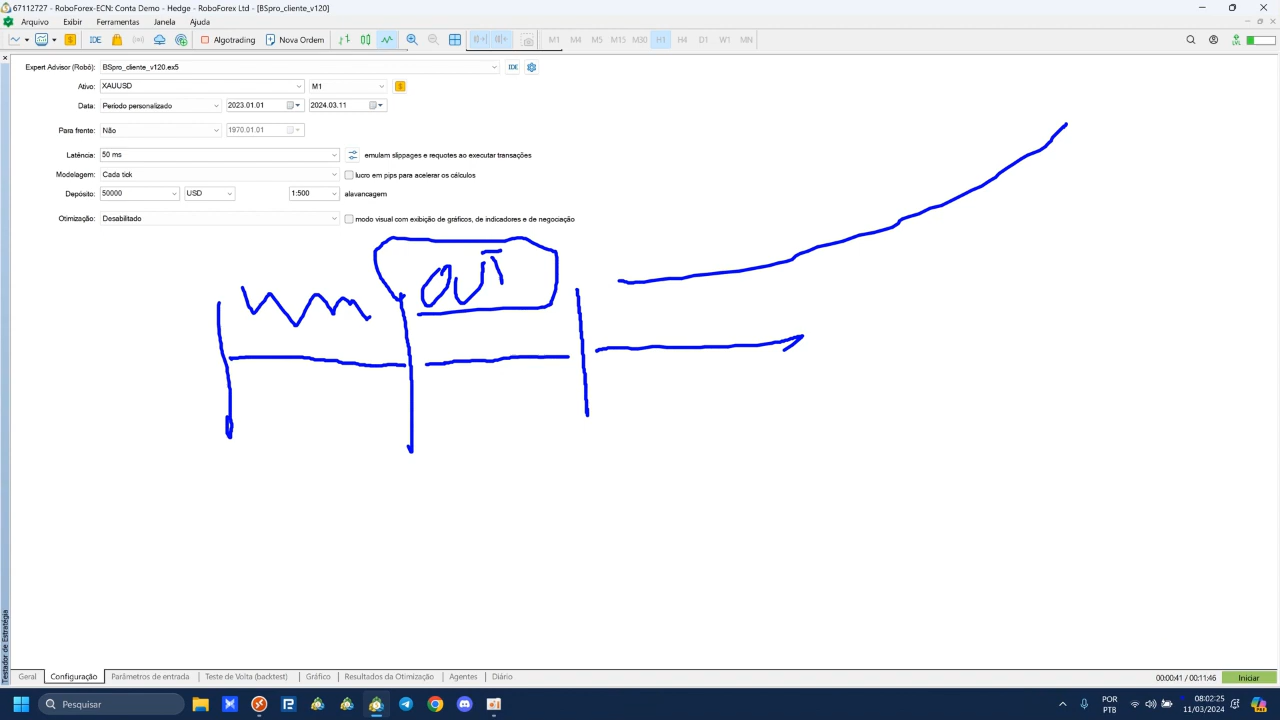 67112727 - RoboForex-ECN: Conta Demo - Hedge - RoboForex Ltd - [BSpro_cliente_v120]
Arquivo Exibir Ferramentas Janela Ajuda
IDE Algotrading Nova Ordem M1 M4 M5 M15 M30 H1 H4 D1 W1 MN
Expert Advisor (Robô): BSpro_cliente_v120.ex5 IDE
Ativo: XAUUSD M1
Data: Período personalizado 2023.01.01 2024.03.11
Para frente: Não 1970.01.01
Latência: 50 ms emulam slippages e requotes ao executar transações
Modelagem: Cada tick lucro em pips para acelerar os cálculos
Depósito: 50000 USD 1:500 alavancagem
Otimização: Desabilitado modo visual com exibição de gráficos, de indicadores e de negociação
Testador de Estratégia
Geral Configuração Parâmetros de entrada Teste de Volta (backtest) Gráfico Resultados da Otimização Agentes Diário 00:00:41 / 00:11:46 Iniciar
Pesquisar
POR
PTB
08:02:25
11/03/2024